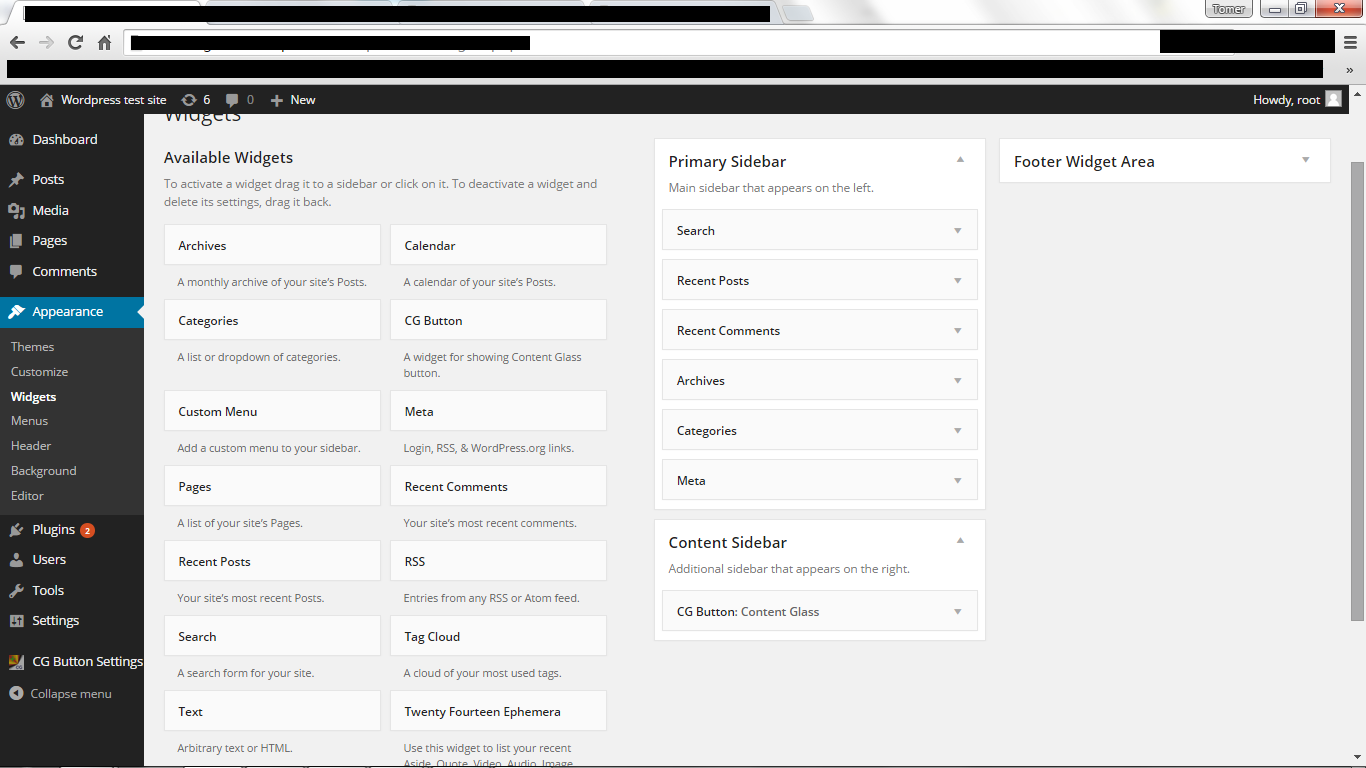 Tomer
»
Wordpress test site
6
0
New
Howdy, root
Widgets
Dashboard
Posts
Media
Pages
Comments
Appearance
Themes
Customize
Widgets
Menus
Header
Background
Editor
Plugins 2
Users
Tools
Settings
CG Button Settings
Collapse menu
Available Widgets
To activate a widget drag it to a sidebar or click on it. To deactivate a widget and
delete its settings, drag it back.
Archives
A monthly archive of your site's Posts.
Calendar
A calendar of your site's Posts.
Categories
A list or dropdown of categories.
CG Button
A widget for showing Content Glass
button.
Custom Menu
Add a custom menu to your sidebar.
Meta
Login, RSS, & WordPress.org links.
Pages
A list of your site's Pages.
Recent Comments
Your site's most recent comments.
Recent Posts
Your site's most recent Posts.
RSS
Entries from any RSS or Atom feed.
Search
A search form for your site.
Tag Cloud
A cloud of your most used tags.
Text
Arbitrary text or HTML.
Twenty Fourteen Ephemera
Use this widget to list your recent
Aside, Quote, Video, Audio, Image,
Primary Sidebar
Main sidebar that appears on the left.
Search
Recent Posts
Recent Comments
Archives
Categories
Meta
Content Sidebar
Additional sidebar that appears on the right.
CG Button: Content Glass
Footer Widget Area